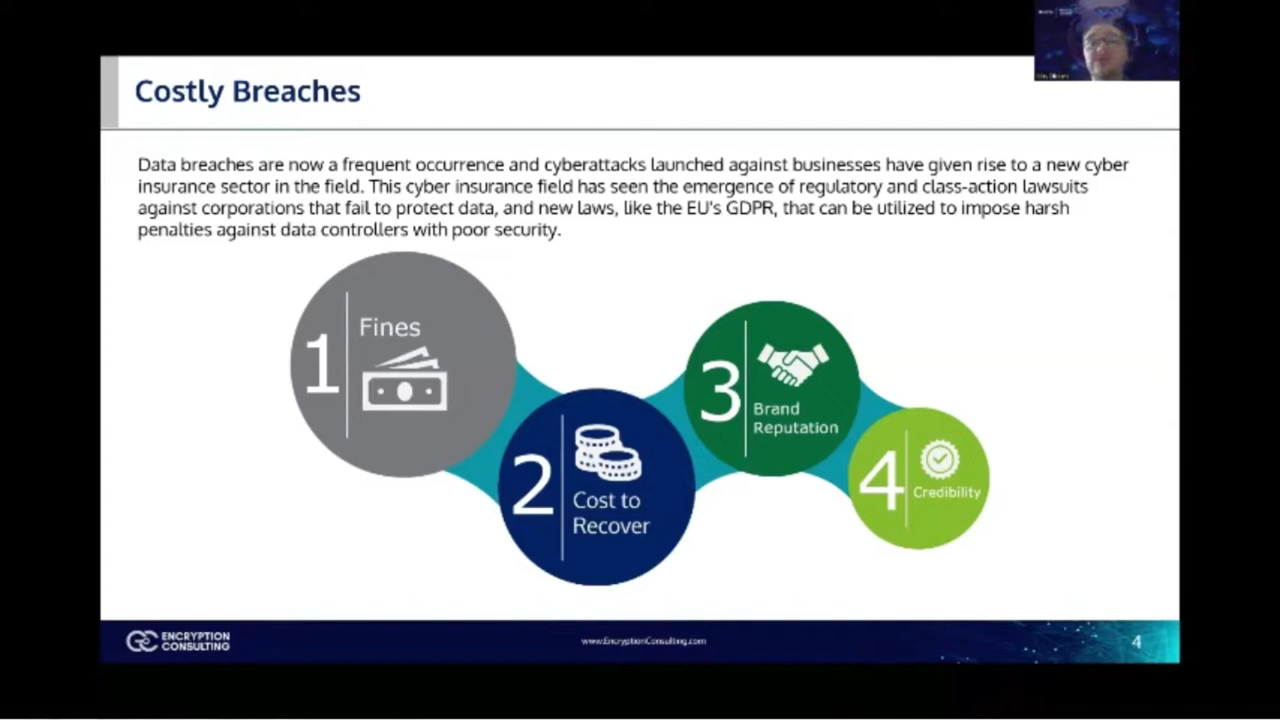 Costly Breaches
Data breaches are now a frequent occurrence and cyberattacks launched against businesses have given rise to a new cyber
insurance sector in the field. This cyber insurance field has seen the emergence of regulatory and class-action lawsuits
against corporations that fail to protect data, and new laws, like the EU's GDPR, that can be utilized to impose harsh
penalties against data controllers with poor security.
1
Fines
2
Cost to
Recover
3
Brand
Reputation
4
Credibility
ENCRYPTION
CONSULTING
www.EncryptionConsulting.com
4